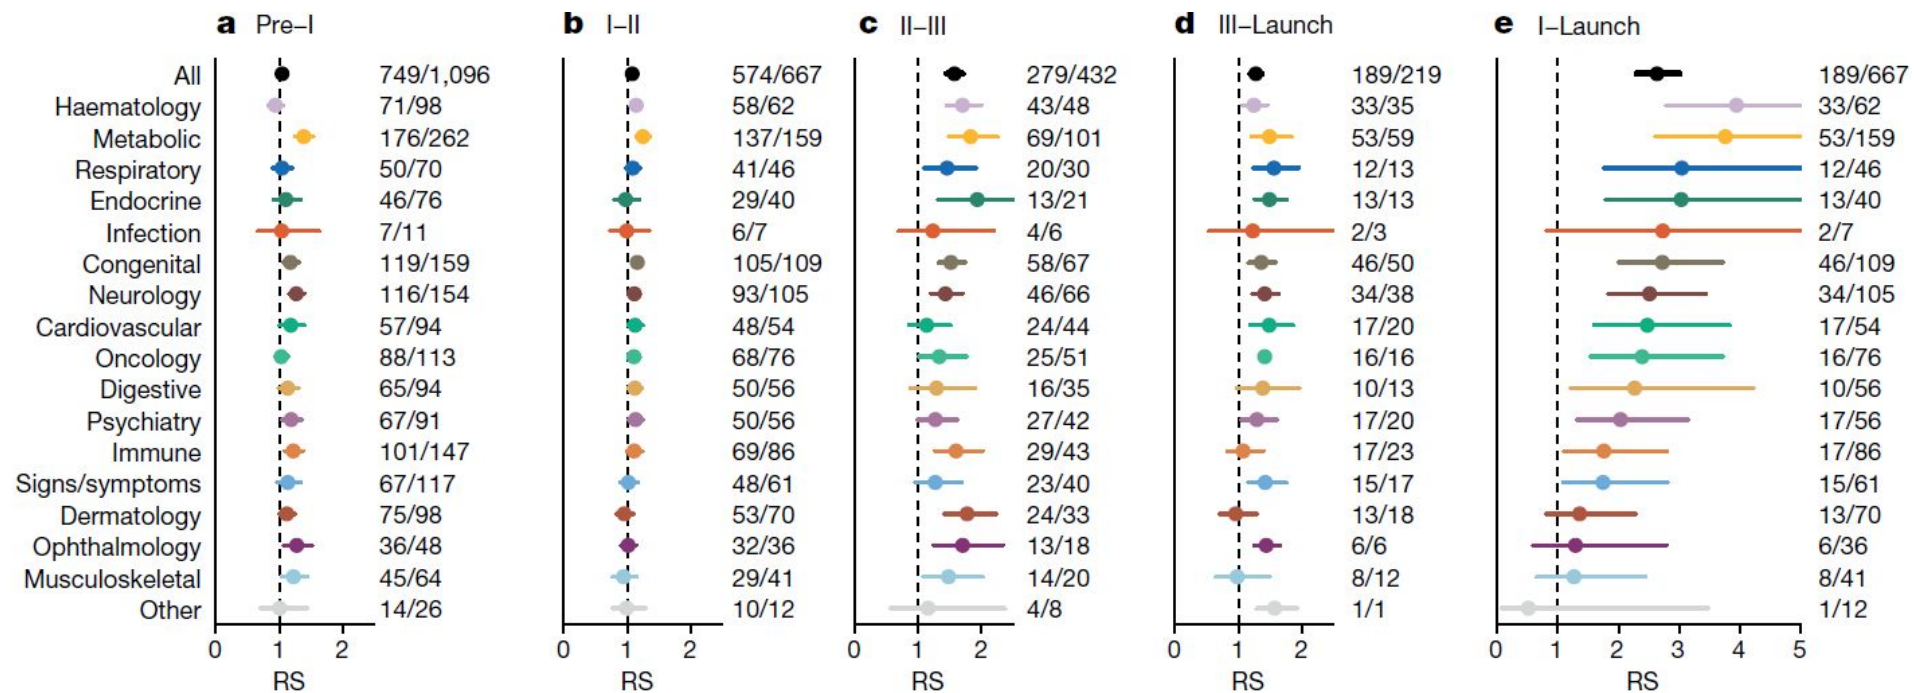 a Pre–I b I–II c II–III d III–Launch e I–Launch
All 749/1,096 574/667 279/432 189/219 189/667
Haematology 71/98 58/62 43/48 33/35 33/62
Metabolic 176/262 137/159 69/101 53/59 53/159
Respiratory 50/70 41/46 20/30 12/13 12/46
Endocrine 46/76 29/40 13/21 13/13 13/40
Infection 7/11 6/7 4/6 2/3 2/7
Congenital 119/159 105/109 58/67 46/50 46/109
Neurology 116/154 93/105 46/66 34/38 34/105
Cardiovascular 57/94 48/54 24/44 17/20 17/54
Oncology 88/113 68/76 25/51 16/16 16/76
Digestive 65/94 50/56 16/35 10/13 10/56
Psychiatry 67/91 50/56 27/42 17/20 17/56
Immune 101/147 69/86 29/43 17/23 17/86
Signs/symptoms 67/117 48/61 23/40 15/17 15/61
Dermatology 75/98 53/70 24/33 13/18 13/70
Ophthalmology 36/48 32/36 13/18 6/6 6/36
Musculoskeletal 45/64 29/41 14/20 8/12 8/41
Other 14/26 10/12 4/8 1/1 1/12
0 1 2 0 1 2 0 1 2 0 1 2 0 1 2 3 4 5
RS RS RS RS RS